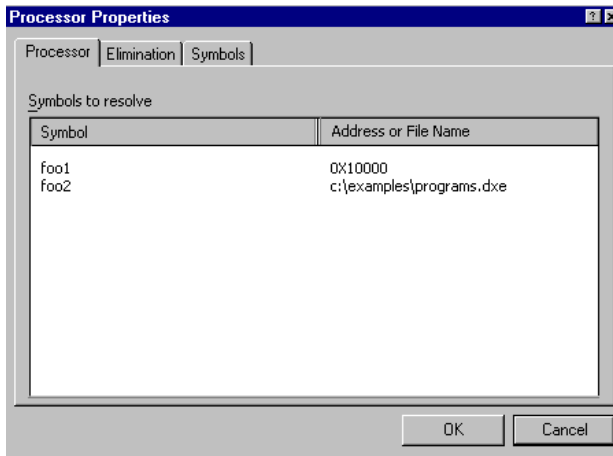 Processor Properties
Processor Elimination Symbols
Symbols to resolve
Symbol Address or File Name
foo1 0X10000
foo2 c:\examples\programs.dxe
OK Cancel